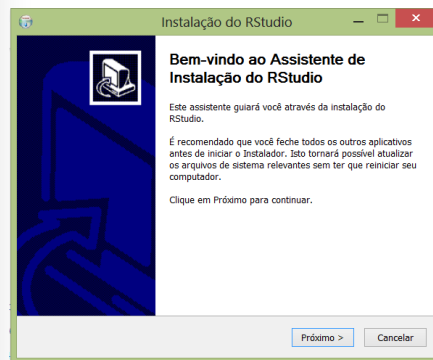 Instalação do RStudio
Bem-vindo ao Assistente de
Instalação do RStudio
Este assistente guiará você através da instalação do
RStudio.
É recomendado que você feche todos os outros aplicativos
antes de iniciar o Instalador. Isto tornará possível atualizar
os arquivos de sistema relevantes sem ter que reiniciar seu
computador.
Clique em Próximo para continuar.
Próximo >
Cancelar